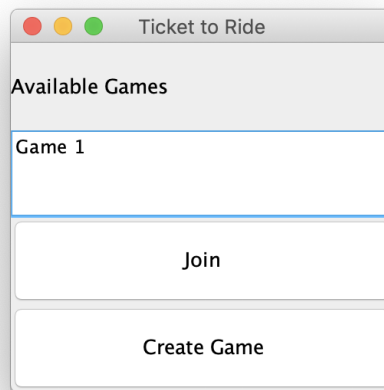 Ticket to Ride
Available Games
Game 1
Join
Create Game